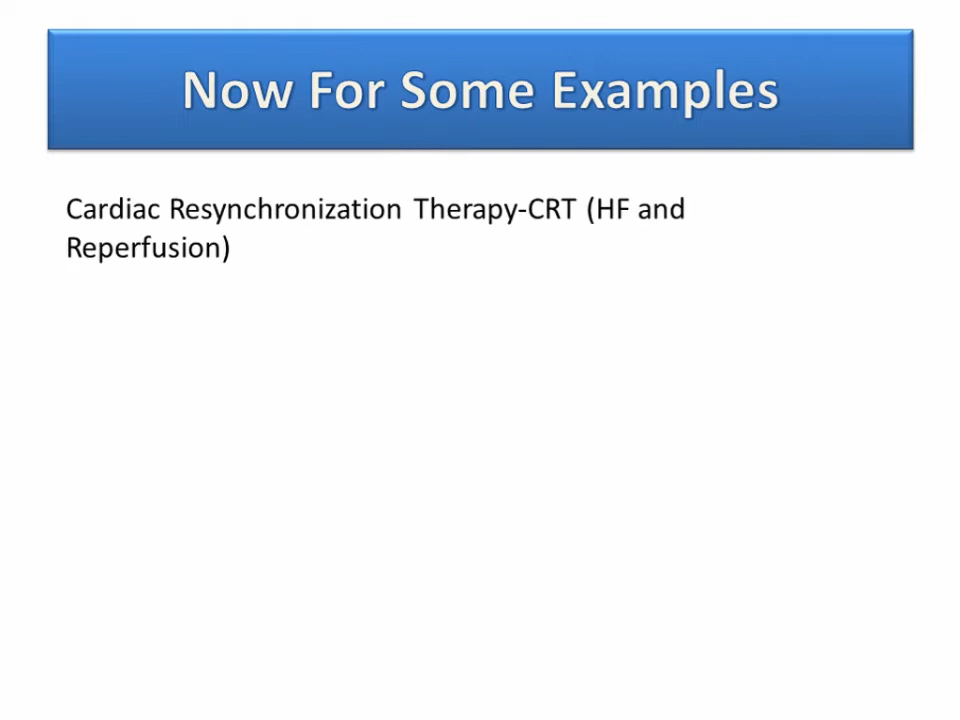 Now For Some Examples
Cardiac Resynchronization Therapy-CRT (HF and
Reperfusion)